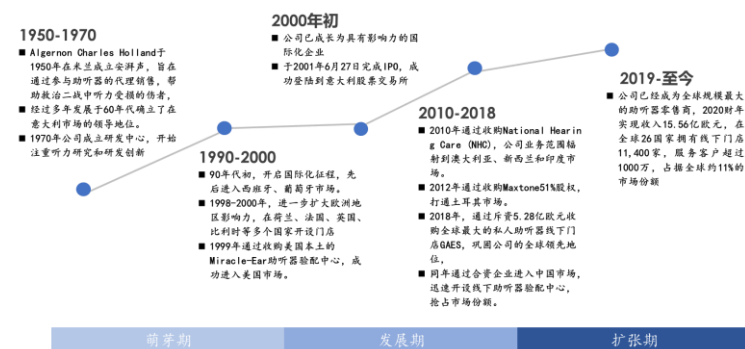 1950-1970
■ Algernon Charles Holland于
1950年在米兰成立安湃声，旨在
通过参与助听器的代理销售，帮
助救治二战中听力受损的伤者，
■ 经过多年发展于60年代确立了在
意大利市场的领导地位。
■ 1970年公司成立研发中心，开始
注重听力研究和研发创新
1990-2000
■ 90年代初，开启国际化征程，先
后进入西班牙、葡萄牙市场。
■ 1998-2000年，进一步扩大欧洲地
区影响力，在荷兰、法国、英国、
比利时等多个国家开设门店
■ 1999年通过收购美国本土的
Miracle-Ear助听器验配中心，成
功进入美国市场。
2000年初
■ 公司已成长为具有影响力的国
际化企业
■ 于2001年6月27日完成IPO，成
功登陆到意大利股票交易所
2010-2018
■ 2010年通过收购National Hearin
g Care (NHC)，公司业务范围辐
射到澳大利亚、新西兰和印度市
场。
■ 2012年通过收购Maxtone51%股权，
打通土耳其市场。
■ 2018年，通过斥资5.28亿欧元收
购全球最大的私人助听器线下门
店GAES，巩固公司的全球领先地
位，
■ 同年通过合资企业进入中国市场，
迅速开设线下助听器验配中心，
抢占市场份额。
2019-至今
■ 公司已经成为全球规模最大
的助听器零售商，2020财年
实现收入15.56亿欧元，在
全球26国家拥有线下门店
11,400家，服务客户超过
1000万，占据全球约11%的
市场份额
萌芽期
发展期
扩张期